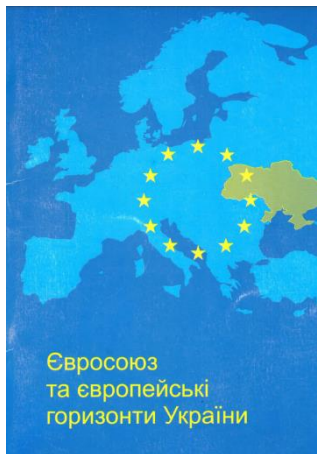 Євросоюз
та європейські
горизонти України